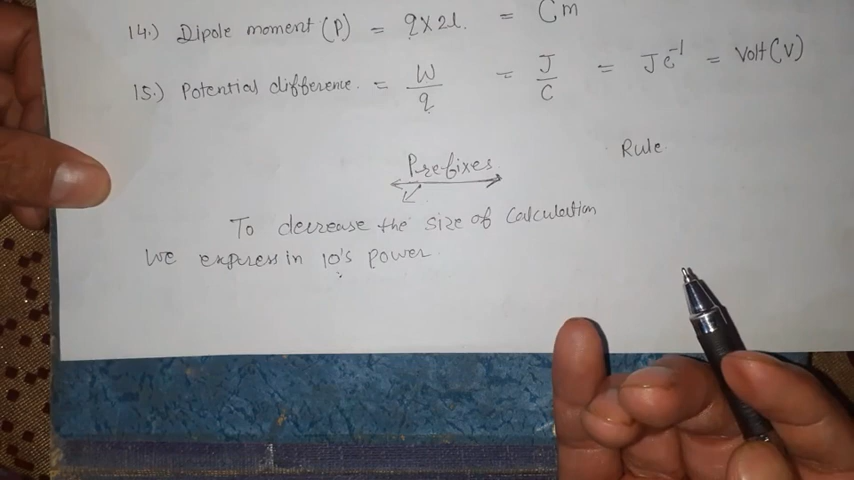 14.) Dipole moment (P) = q×2l = Cm
15.) Potential difference. = W/q = J/C = JC⁻¹ = Volt(V)
Prefixes
Rule.
To decrease the size of calculation
We express in 10's power.